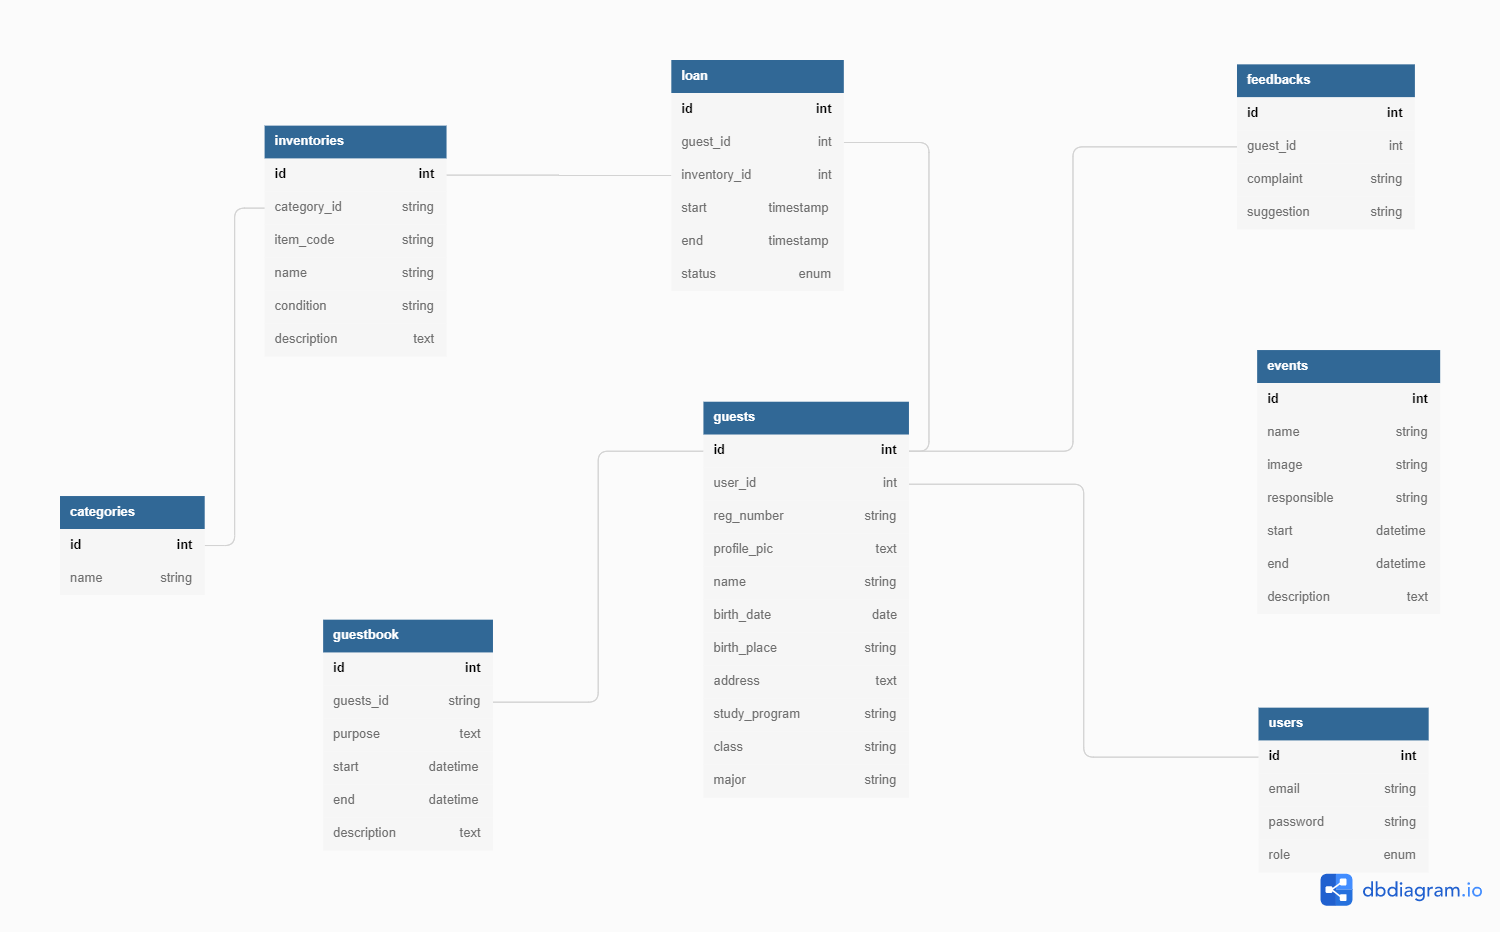 loan
id int
guest_id int
inventory_id int
start timestamp
end timestamp
status enum
feedbacks
id int
guest_id int
complaint string
suggestion string
inventories
id int
category_id string
item_code string
name string
condition string
description text
events
id int
name string
image string
responsible string
start datetime
end datetime
description text
guests
id int
user_id int
reg_number string
profile_pic text
name string
birth_date date
birth_place string
address text
study_program string
class string
major string
categories
id int
name string
guestbook
id int
guests_id string
purpose text
start datetime
end datetime
description text
users
id int
email string
password string
role enum
dbdiagram.io